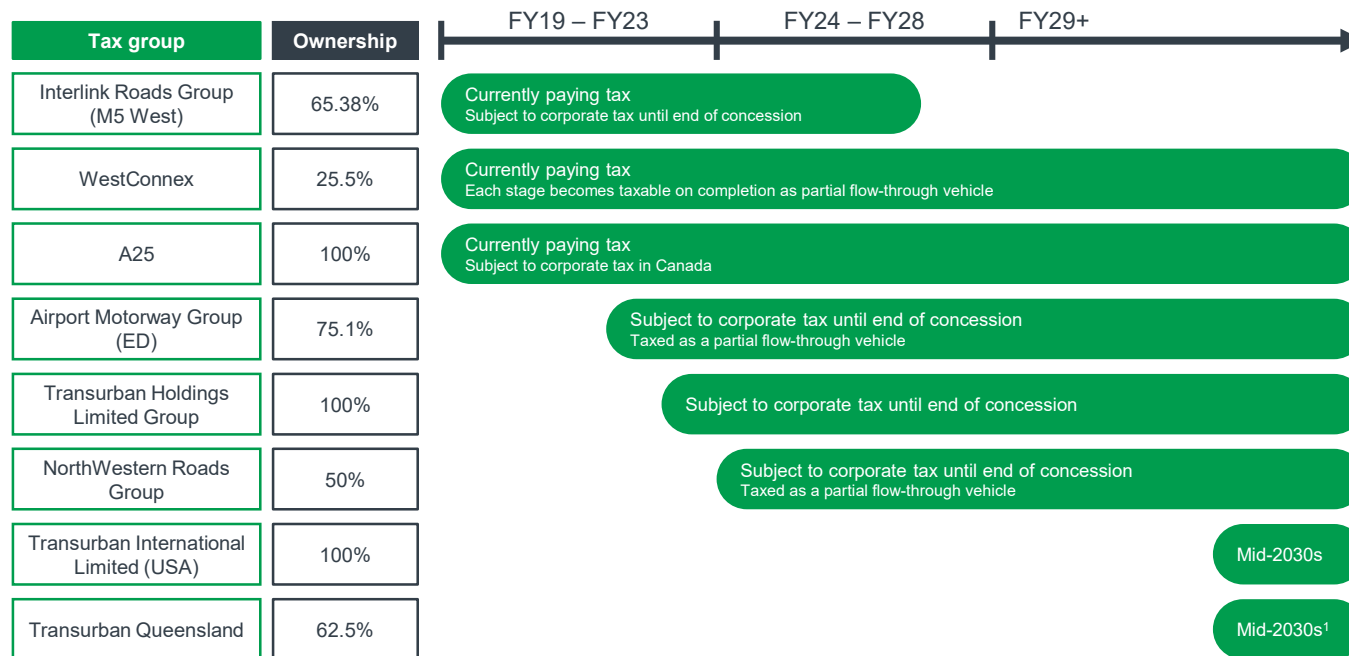 Tax group
Ownership
FY19 – FY23
FY24 – FY28
FY29+
Interlink Roads Group
(M5 West)
65.38%
Currently paying tax
Subject to corporate tax until end of concession
WestConnex
25.5%
Currently paying tax
Each stage becomes taxable on completion as partial flow-through vehicle
A25
100%
Currently paying tax
Subject to corporate tax in Canada
Airport Motorway Group
(ED)
75.1%
Subject to corporate tax until end of concession
Taxed as a partial flow-through vehicle
Transurban Holdings
Limited Group
100%
Subject to corporate tax until end of concession
NorthWestern Roads
Group
50%
Subject to corporate tax until end of concession
Taxed as a partial flow-through vehicle
Transurban International
Limited (USA)
100%
Mid-2030s
Transurban Queensland
62.5%
Mid-2030s¹